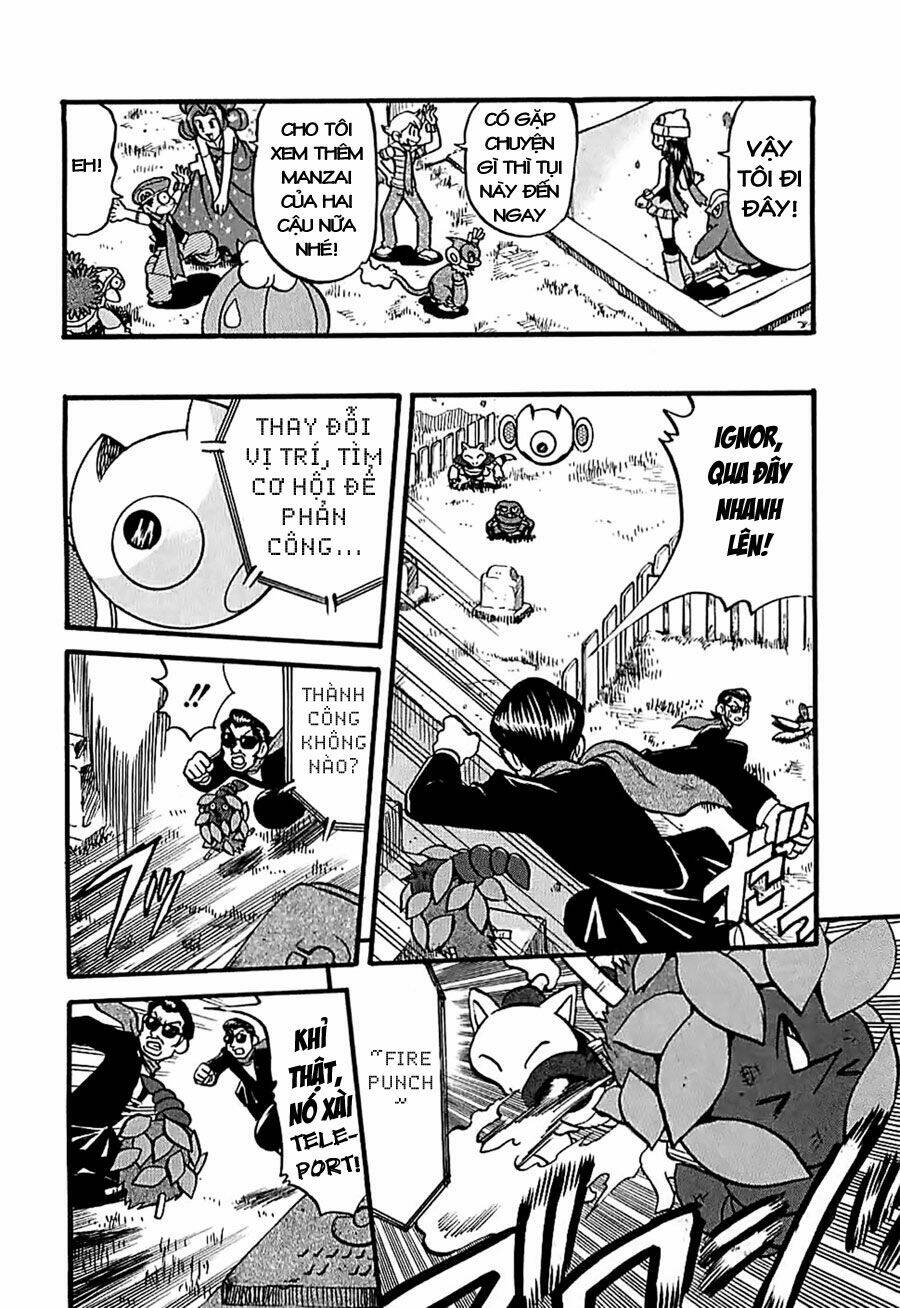 VẬY
TÔI ĐI
ĐÂY!
CÓ GẶP
CHUYỆN
GÌ THÌ TỤI
NÀY ĐẾN
NGAY
CHO TÔI
XEM THÊM
MANZAI
CỦA HAI
CẬU NỮA
NHÉ!
EH!
IGNOR,
QUA ĐÂY
NHANH
LÊN!
ダッ
THAY ĐỔI
VỊ TRÍ, TÌM
CƠ HỘI ĐỂ
PHẢN
CÔNG...
THÀNH
CÔNG
KHÔNG
NÀO?
!!
~FIRE
PUNCH~
KHỈ
THẬT,
NÓ XÀI
TELE-
PORT!